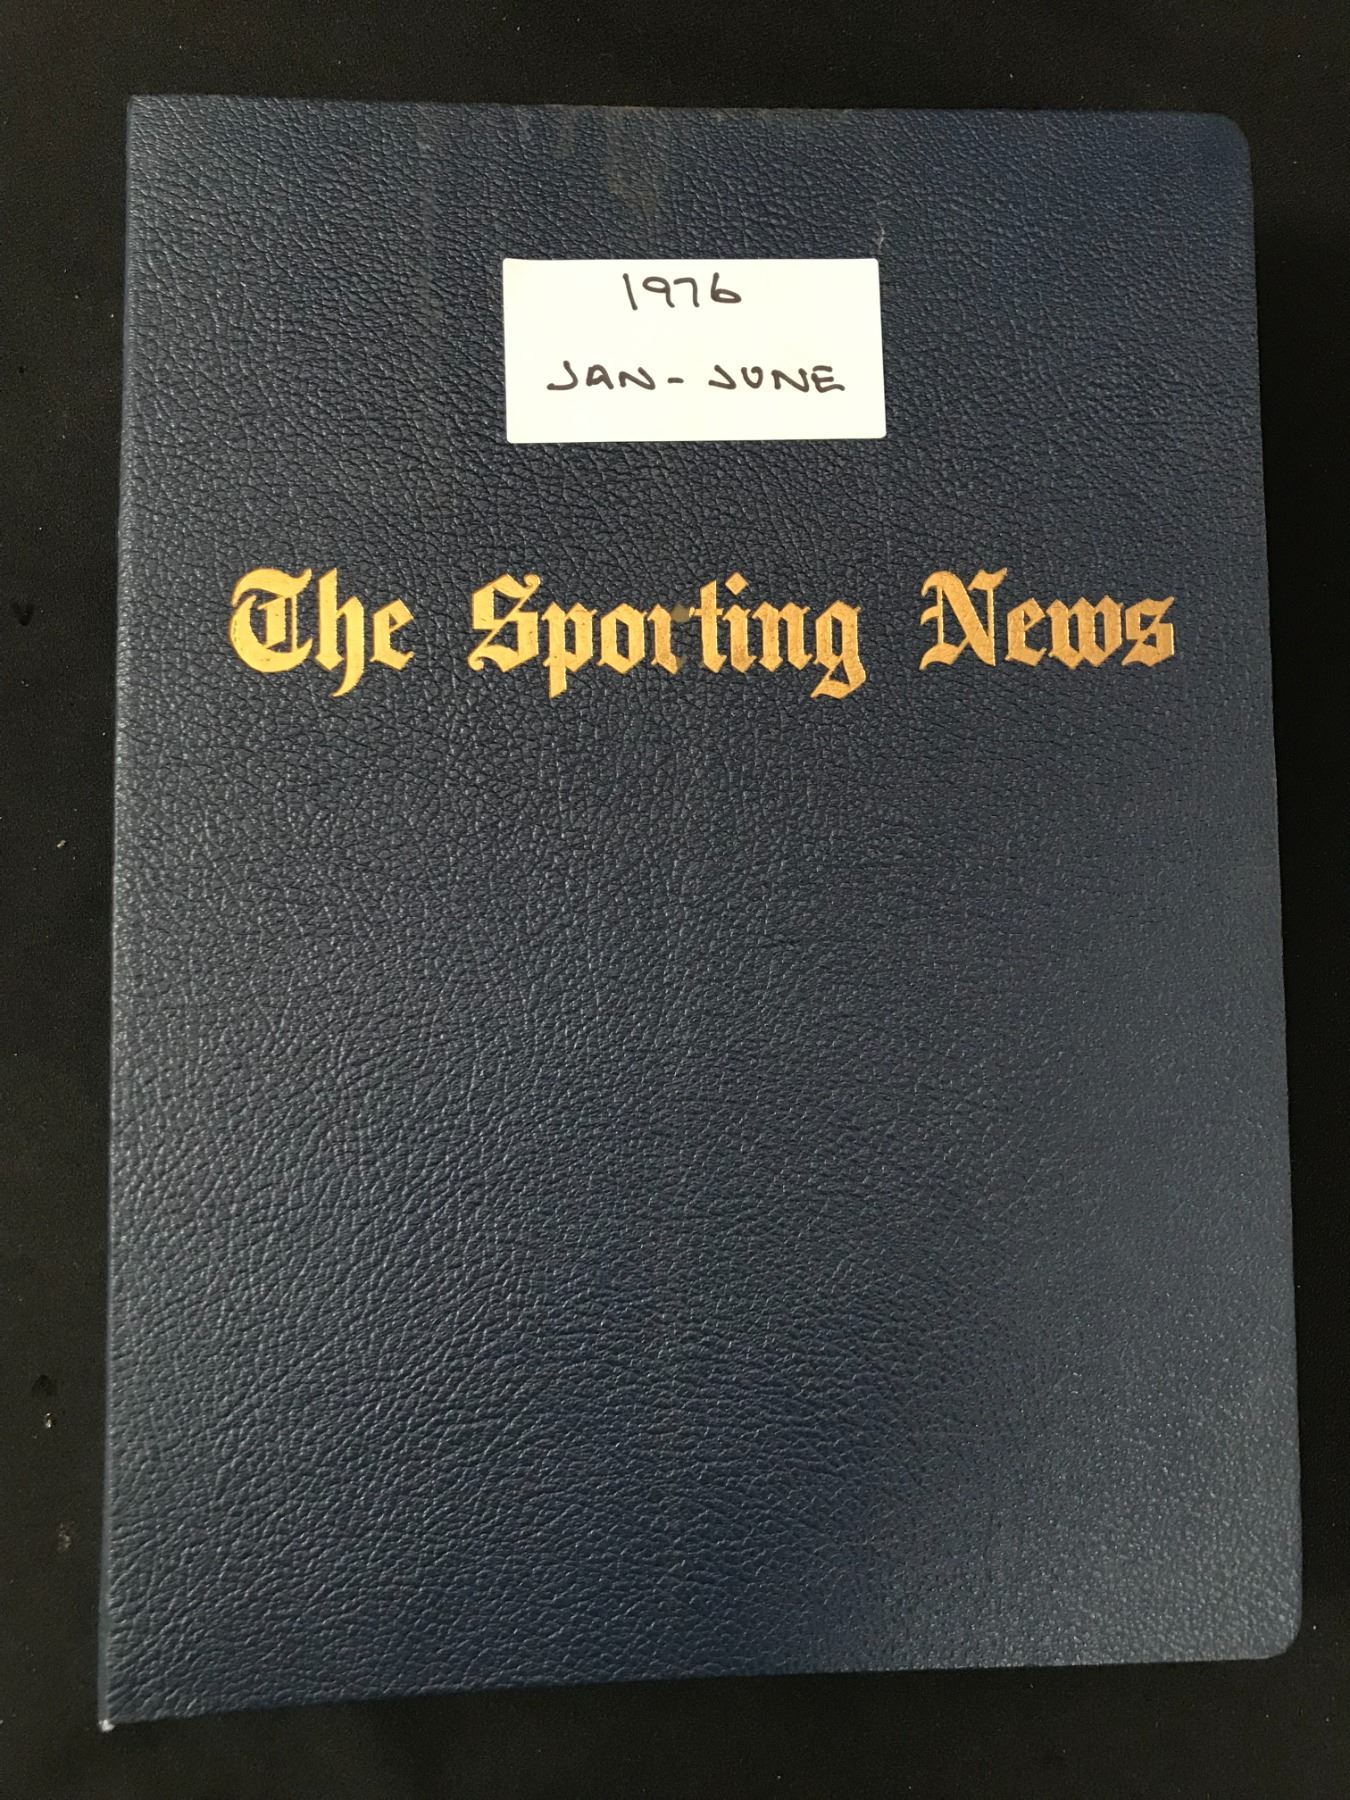 1976
JAN - JUNE
The Sporting News